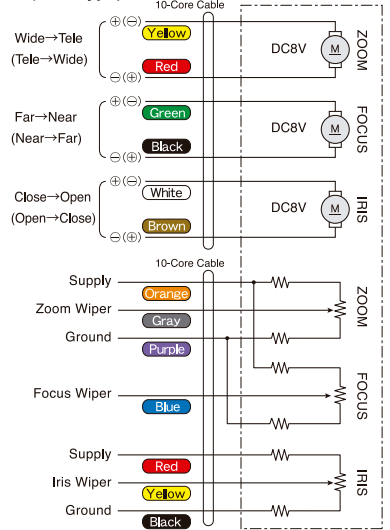 10-Core Cable
⊕(⊖)
Wide→Tele
(Tele→Wide)
Yellow
Red
⊖(⊕)
DC8V
M
ZOOM
⊕(⊖)
Far→Near
(Near→Far)
Green
Black
⊖(⊕)
DC8V
M
FOCUS
⊕(⊖)
Close→Open
(Open→Close)
White
Brown
⊖(⊕)
DC8V
M
IRIS
10-Core Cable
Supply
Orange
Zoom Wiper
Gray
Ground
Purple
ZOOM
Focus Wiper
Blue
FOCUS
Supply
Red
Iris Wiper
Yellow
Ground
Black
IRIS